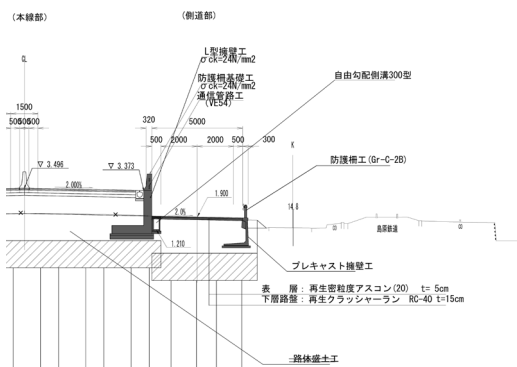 (本線部)
(側道部)
L型擁壁工
σck=24N/mm2
防護柵基礎工
σck=24N/mm2
通信管路工
(VE54)
自由勾配側溝300型
CL
1500
500 500
320
5000
500 2000 2000 500
300
K
防護柵工(Gr-C-2B)
▽ 3.496
▽ 3.373
2.000%
1.900
2.0%
1.210
島原鉄道
プレキャスト擁壁工
表 層: 再生密粒度アスコン(20) t= 5cm
下層路盤: 再生クラッシャーラン RC-40 t=15cm
路体盛土工